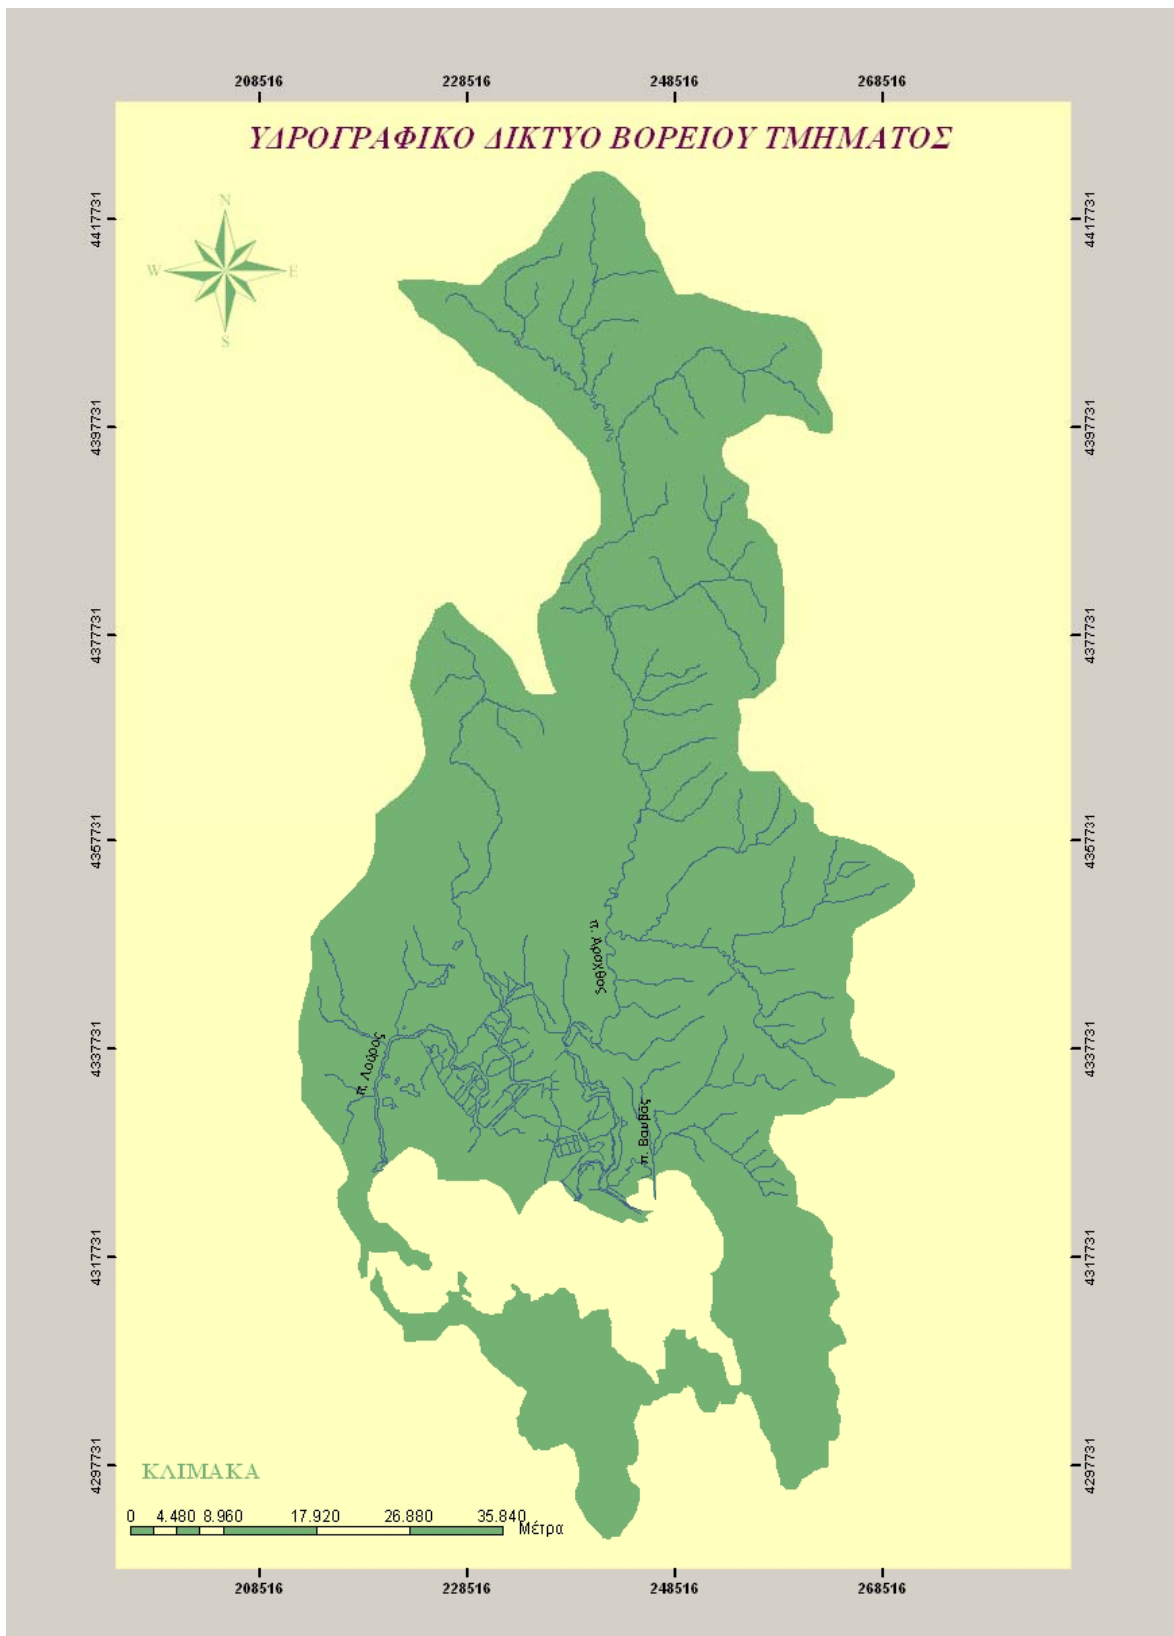 208516 228516 248516 268516
ΥΔΡΟΓΡΑΦΙΚΟ ΔΙΚΤΥΟ ΒΟΡΕΙΟΥ ΤΜΗΜΑΤΟΣ
N
W E
S
4417731 4417731
4397731 4397731
4377731 4377731
4357731 4357731
π. Αραχθος
4337731 4337731
π. Λούρος
π. Βαυβάς
4317731 4317731
4297731 4297731
ΚΛΙΜΑΚΑ
0 4.480 8.960 17.920 26.880 35.840
Μέτρα
208516 228516 248516 268516